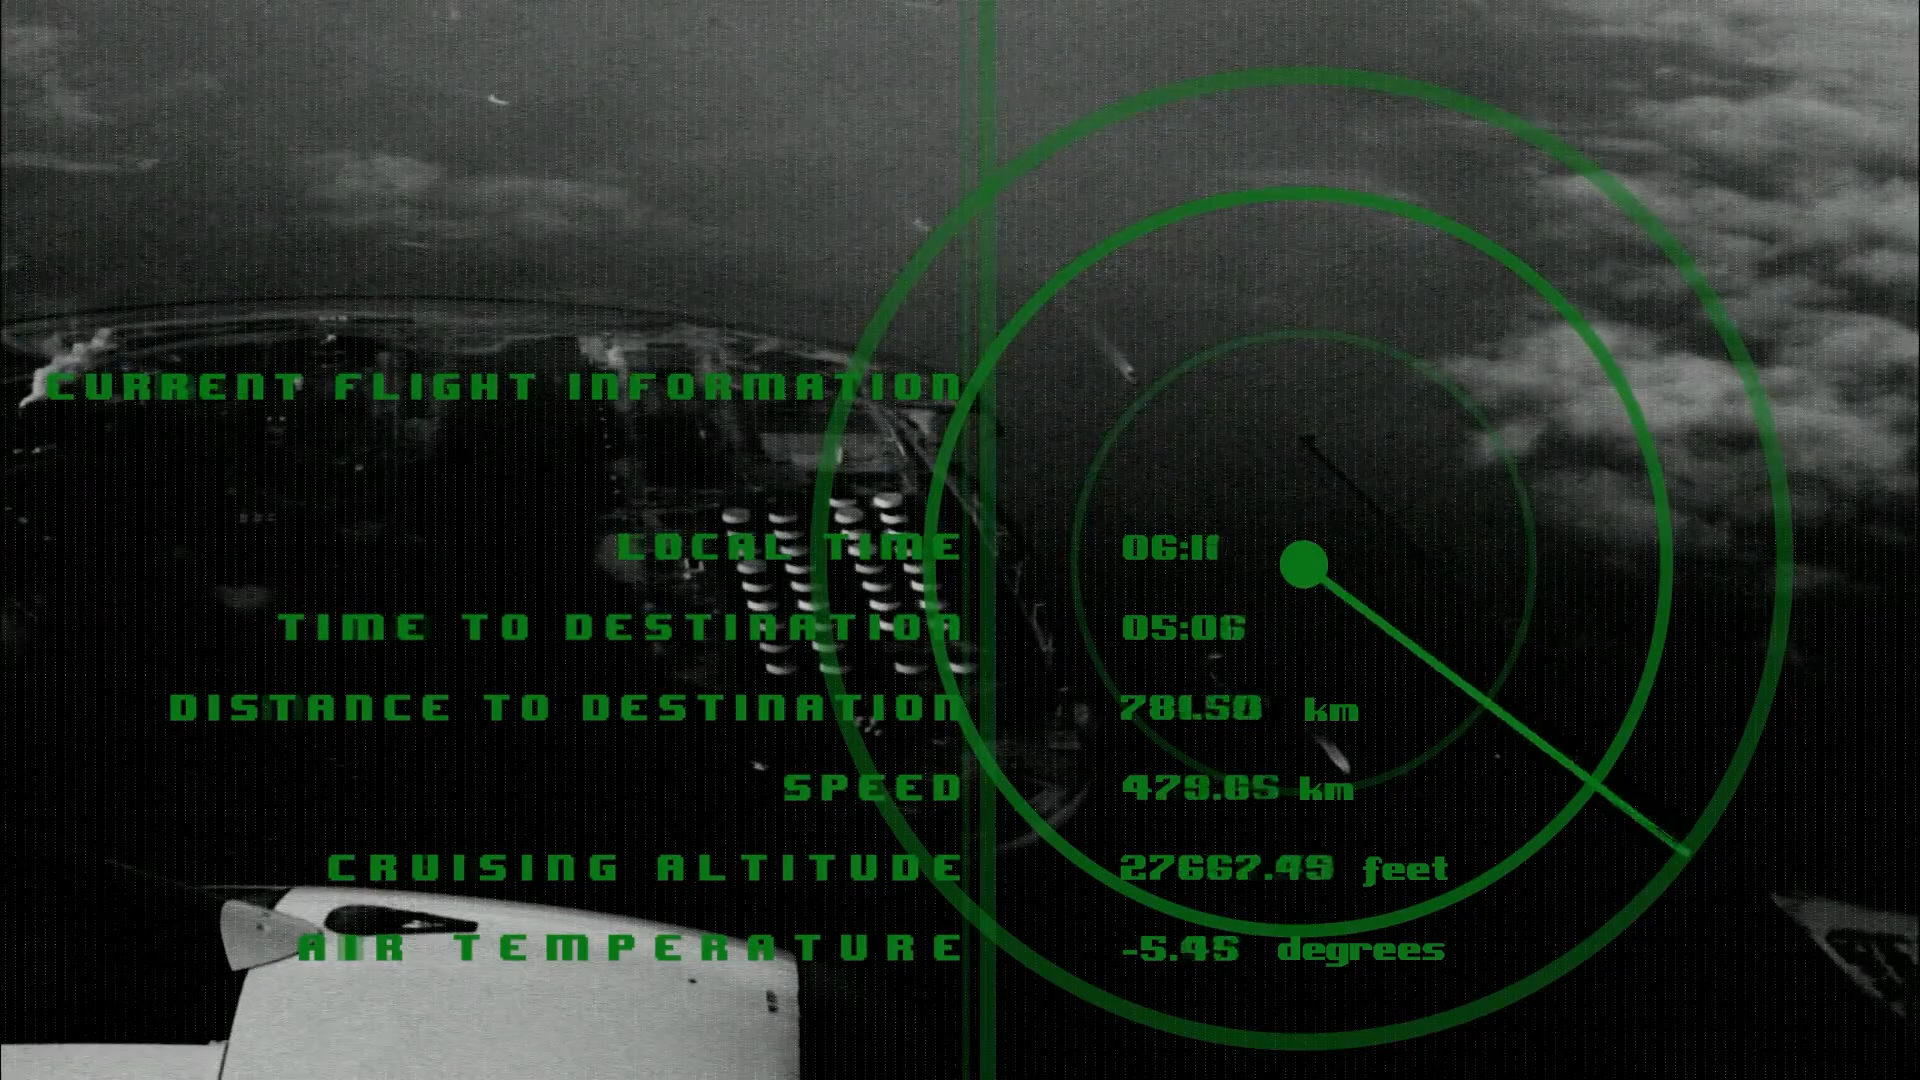 CURRENT FLIGHT INFORMATION
LOCAL TIME 06:11
TIME TO DESTINATION 05:06
DISTANCE TO DESTINATION 781.50 km
SPEED 479.65 km
CRUISING ALTITUDE 27667.49 feet
AIR TEMPERATURE -5.45 degrees